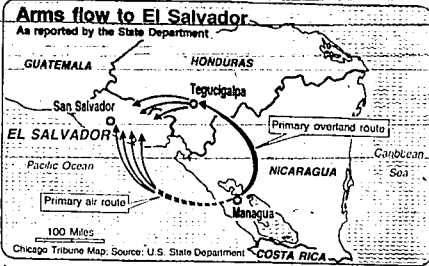 Arms flow to El Salvador
As reported by the State Department
GUATEMALA
HONDURAS
Tegucigalpa
San Salvador
EL SALVADOR
Primary overland route
Pacific Ocean
NICARAGUA
Caribbean
Sea
Primary air route
Managua
100 Miles
Chicago Tribune Map; Source: U.S. State Department
COSTA RICA